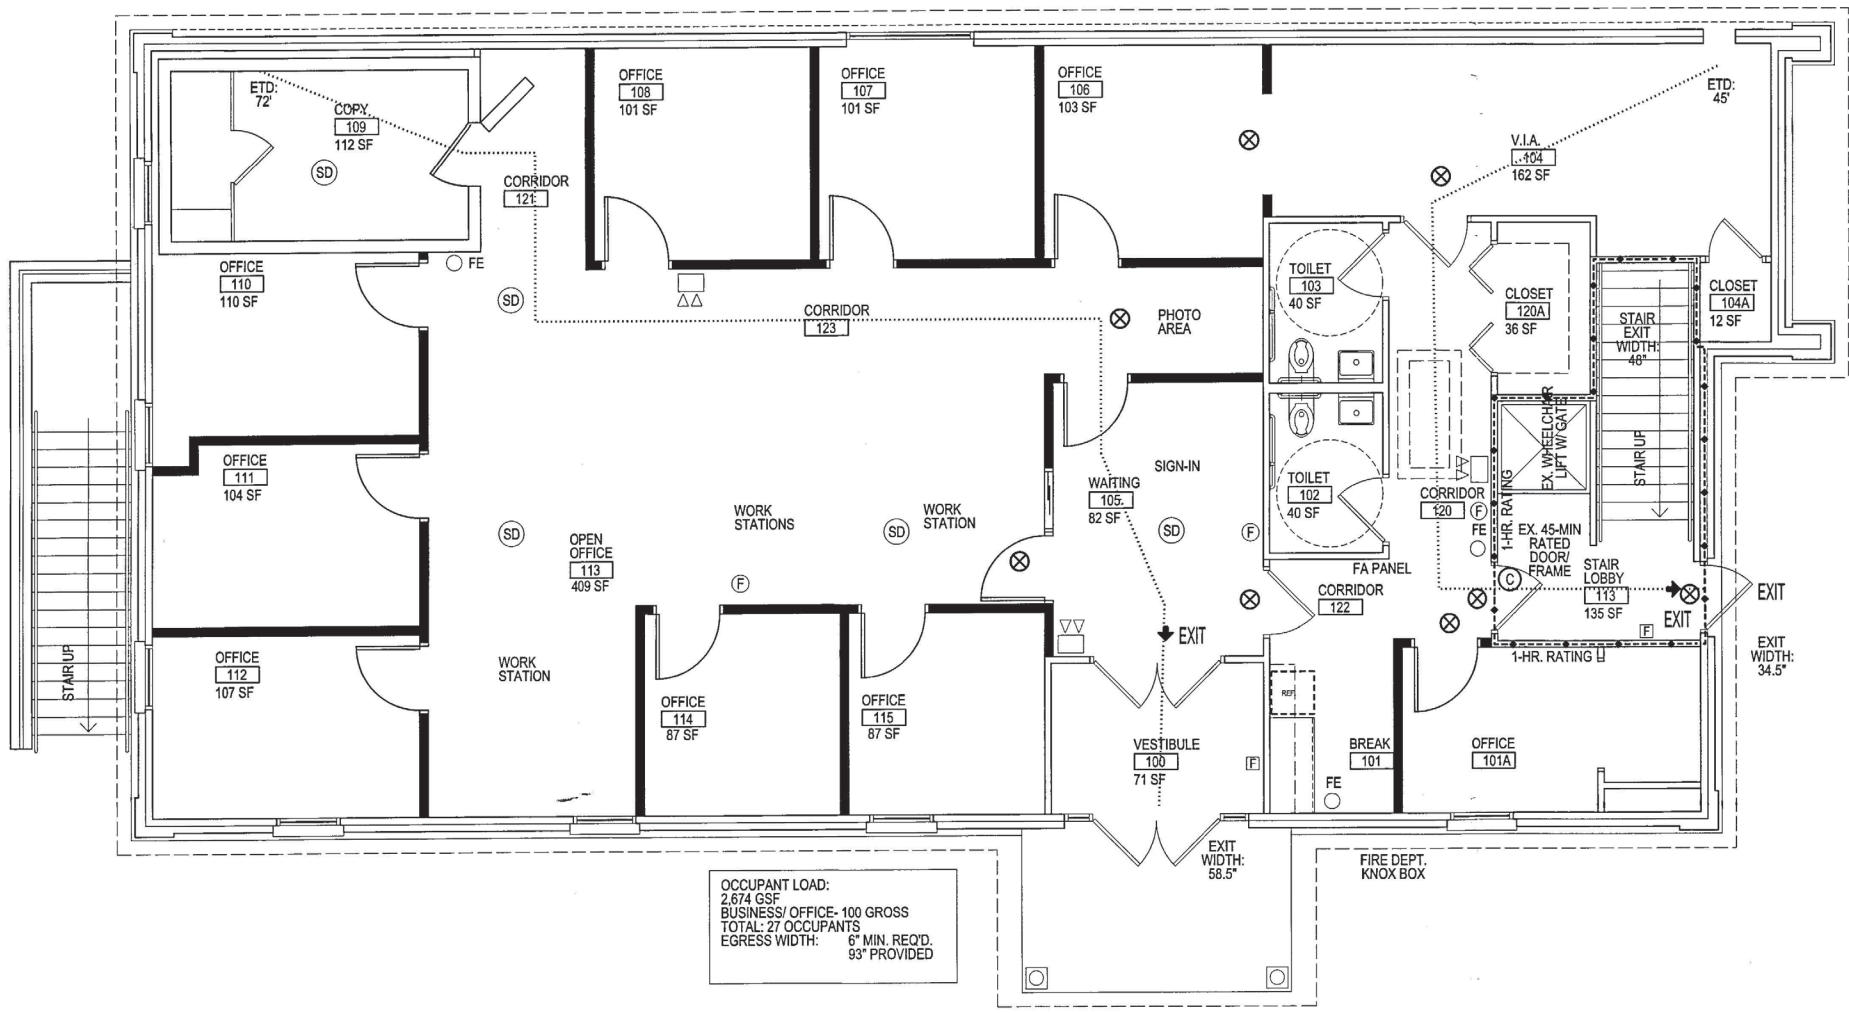 ETD:
72'
COPY
109
112 SF
SD
CORRIDOR
121
OFFICE
108
101 SF
OFFICE
107
101 SF
OFFICE
106
103 SF
ETD:
45'
V.I.A.
104
162 SF
FE
OFFICE
110
110 SF
SD
CORRIDOR
123
PHOTO
AREA
TOILET
103
40 SF
CLOSET
120A
36 SF
STAIR
EXIT
WIDTH:
48"
CLOSET
104A
12 SF
OFFICE
111
104 SF
SD
WORK
STATIONS
WORK
STATION
SD
OPEN
OFFICE
113
409 SF
F
SIGN-IN
WAITING
105
82 SF
SD
F
TOILET
102
40 SF
FA PANEL
CORRIDOR
120
F
FE
1-HR. RATING
EX. WHEELCHAIR
LIFT W/ GATE
STAIR UP
EX. 45-MIN
RATED
DOOR/
FRAME
C
STAIR
LOBBY
113
135 SF
EXIT
EXIT
F
EXIT
WIDTH:
34.5"
1-HR. RATING
CORRIDOR
122
EXIT
STAIR UP
OFFICE
112
107 SF
WORK
STATION
OFFICE
114
87 SF
OFFICE
115
87 SF
VESTIBULE
100
71 SF
F
REF.
BREAK
101
FE
OFFICE
101A
EXIT
WIDTH:
58.5"
FIRE DEPT.
KNOX BOX
OCCUPANT LOAD:
2,674 GSF
BUSINESS/ OFFICE- 100 GROSS
TOTAL: 27 OCCUPANTS
EGRESS WIDTH: 6" MIN. REQ'D.
93" PROVIDED